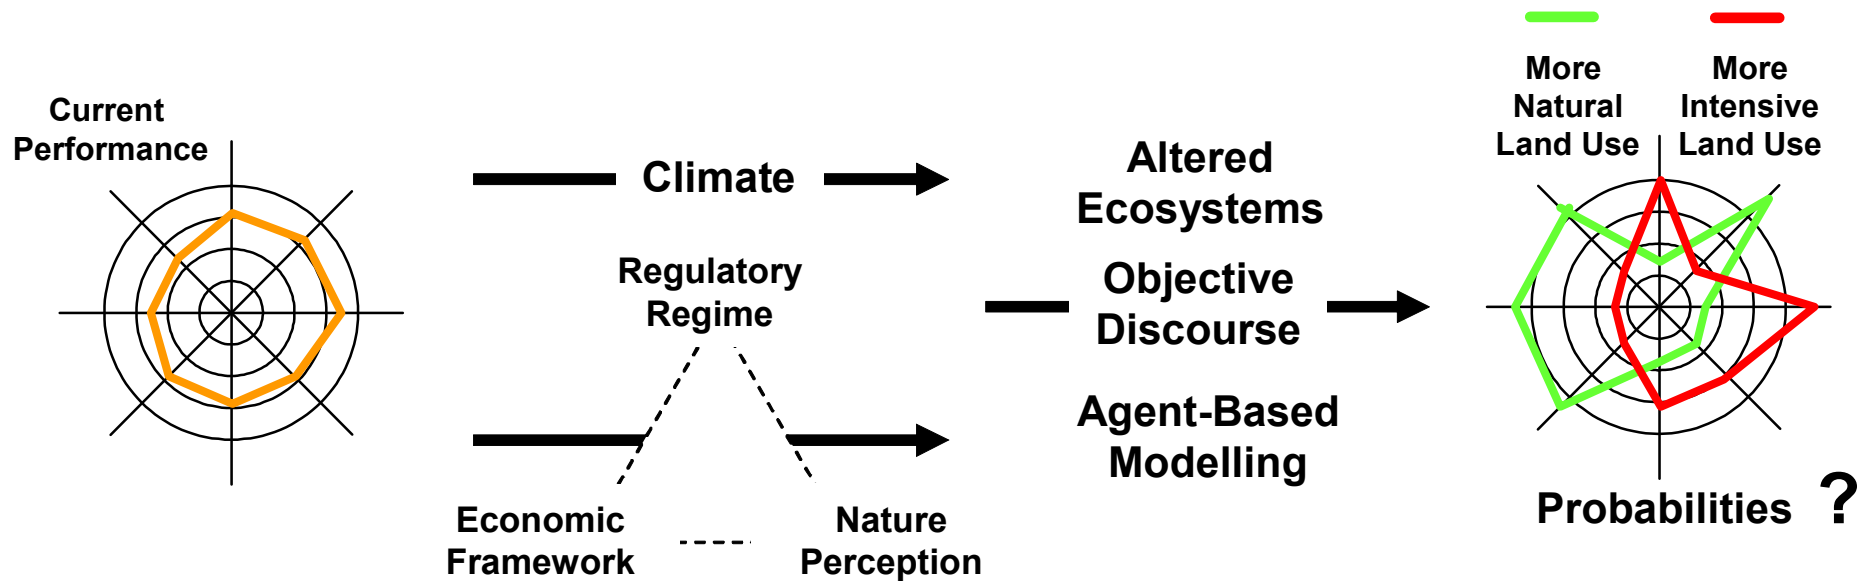 Current
Performance
Climate
Regulatory
Regime
Economic
Framework
Nature
Perception
Altered
Ecosystems
Objective
Discourse
Agent-Based
Modelling
More
Natural
Land Use
More
Intensive
Land Use
Probabilities ?